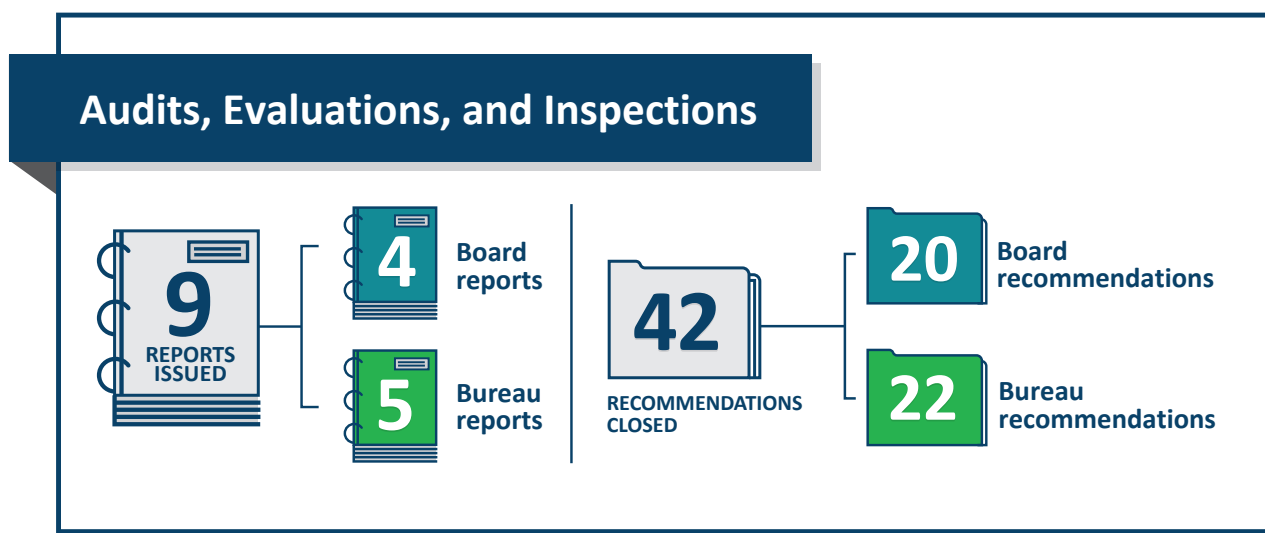 Audits, Evaluations, and Inspections
9
REPORTS
ISSUED
4
Board
reports
5
Bureau
reports
42
RECOMMENDATIONS
CLOSED
20
Board
recommendations
22
Bureau
recommendations